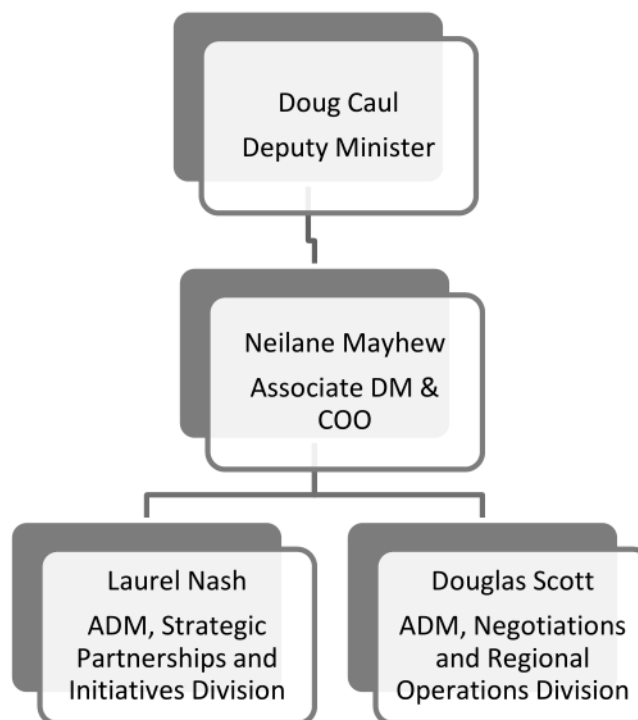 Doug Caul
Deputy Minister
Neilane Mayhew
Associate DM &
COO
Laurel Nash
ADM, Strategic
Partnerships and
Initiatives Division
Douglas Scott
ADM, Negotiations
and Regional
Operations Division